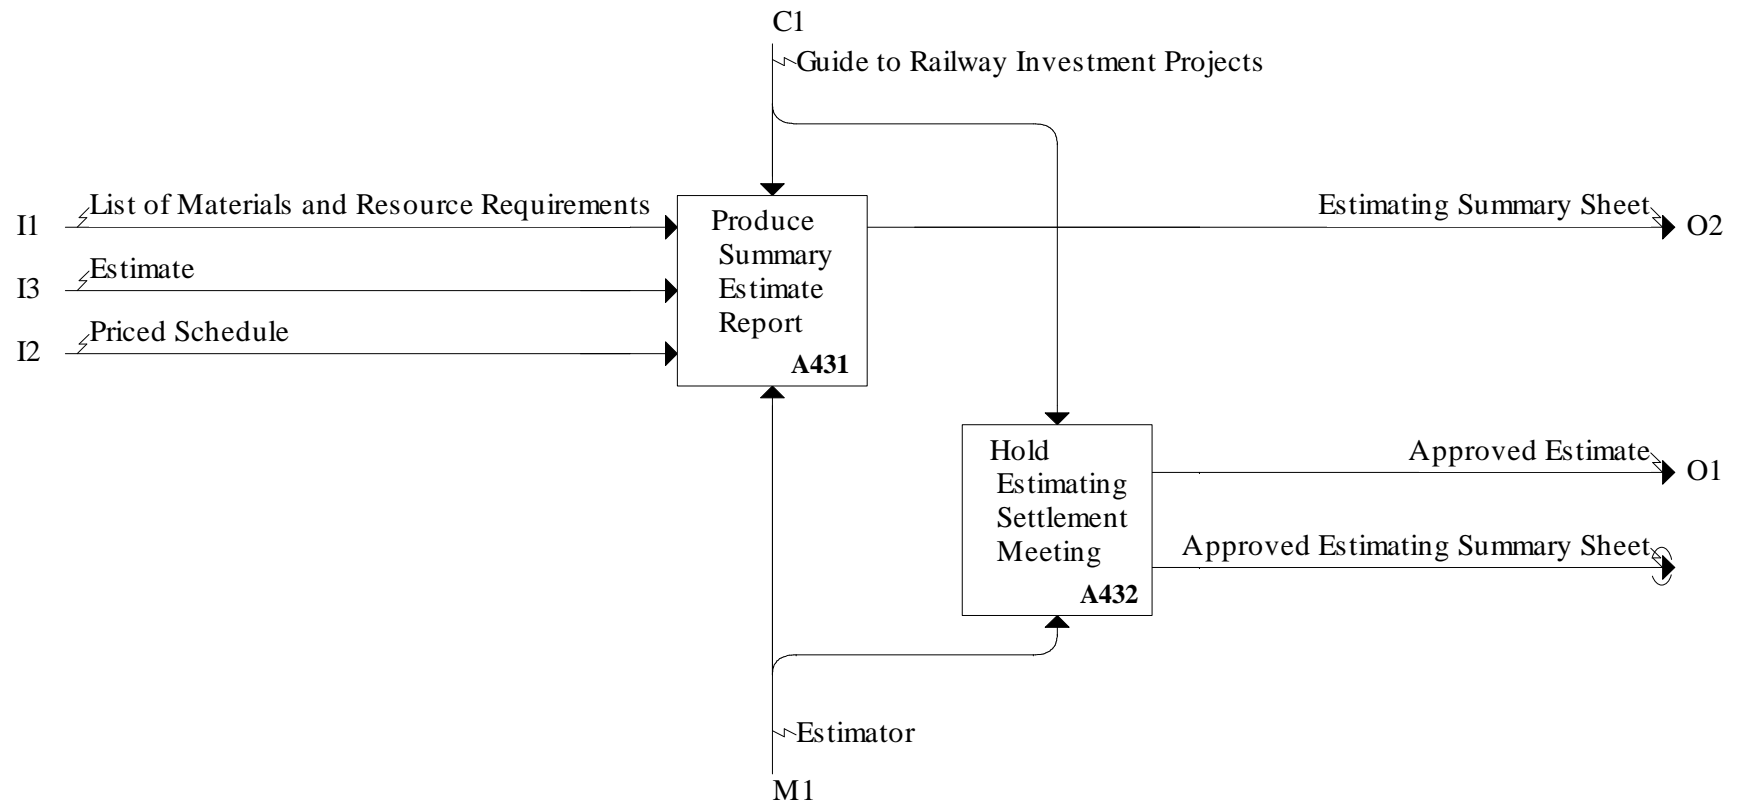 C1
Guide to Railway Investment Projects
List of Materials and Resource Requirements
I1
Estimate
I3
Priced Schedule
I2
Produce
Summary
Estimate
Report
A431
Estimating Summary Sheet
O2
Hold
Estimating
Settlement
Meeting
A432
Approved Estimate
O1
Approved Estimating Summary Sheet
Estimator
M1